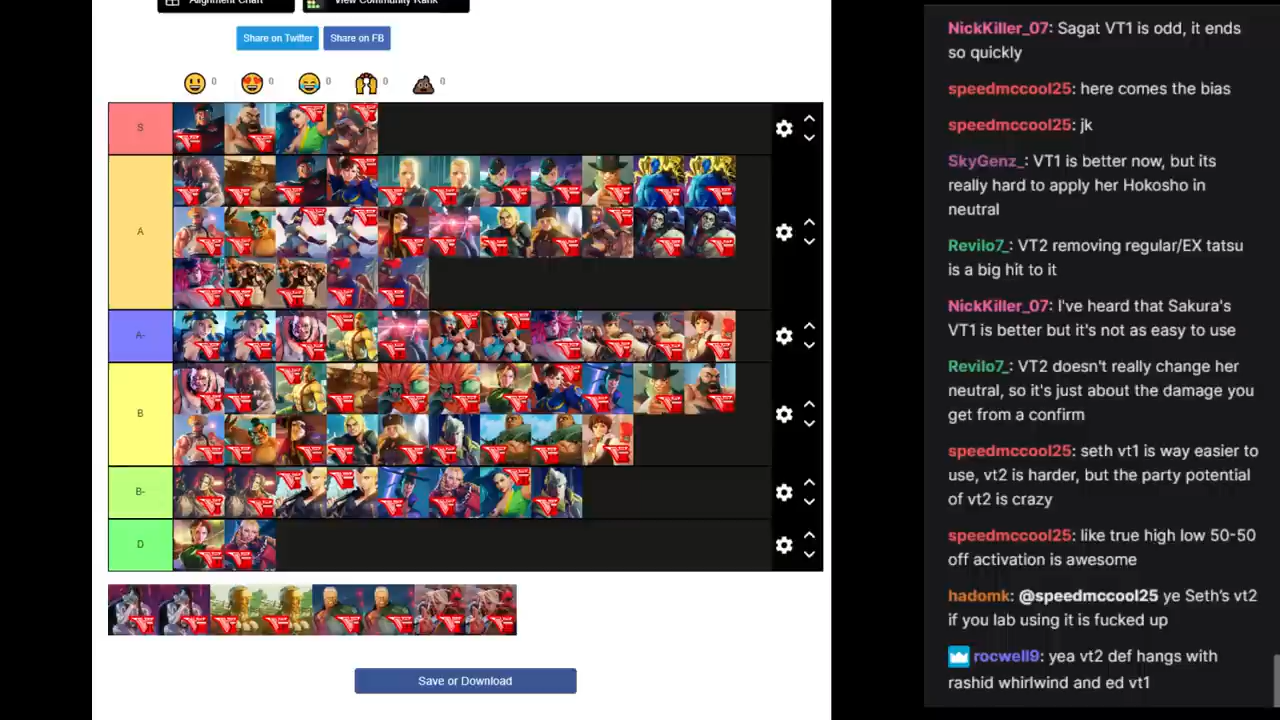 Alignment Chart
View Community Rank
Share on Twitter
Share on FB
0
0
0
0
0
S
A
A-
B
B-
D
Save or Download
NickKiller_07: Sagat VT1 is odd, it ends
so quickly
speedmccool25: here comes the bias
speedmccool25: jk
SkyGenz_: VT1 is better now, but its
really hard to apply her Hokosho in
neutral
Revilo7_: VT2 removing regular/EX tatsu
is a big hit to it
NickKiller_07: I've heard that Sakura's
VT1 is better but it's not as easy to use
Revilo7_: VT2 doesn't really change her
neutral, so it's just about the damage you
get from a confirm
speedmccool25: seth vt1 is way easier to
use, vt2 is harder, but the party potential
of vt2 is crazy
speedmccool25: like true high low 50-50
off activation is awesome
hadomk: @speedmccool25 ye Seth's vt2
if you lab using it is fucked up
rocwell9: yea vt2 def hangs with
rashid whirlwind and ed vt1